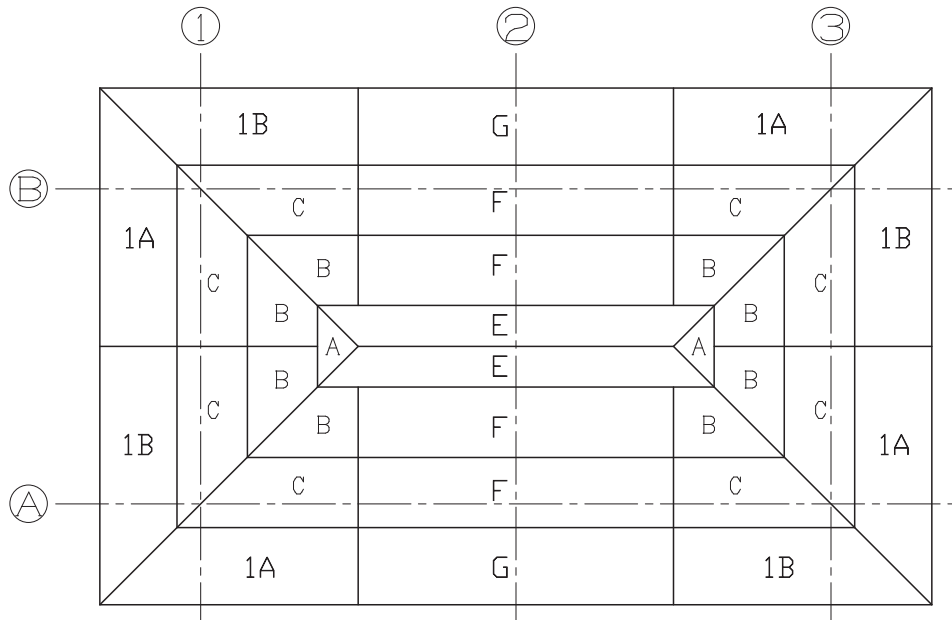 1 2 3
1B G 1A
B
C F C
1A 1B
B F B
C C
B B
E
A A
E
B B
C C
B F B
1B 1A
C F C
A
1A G 1B